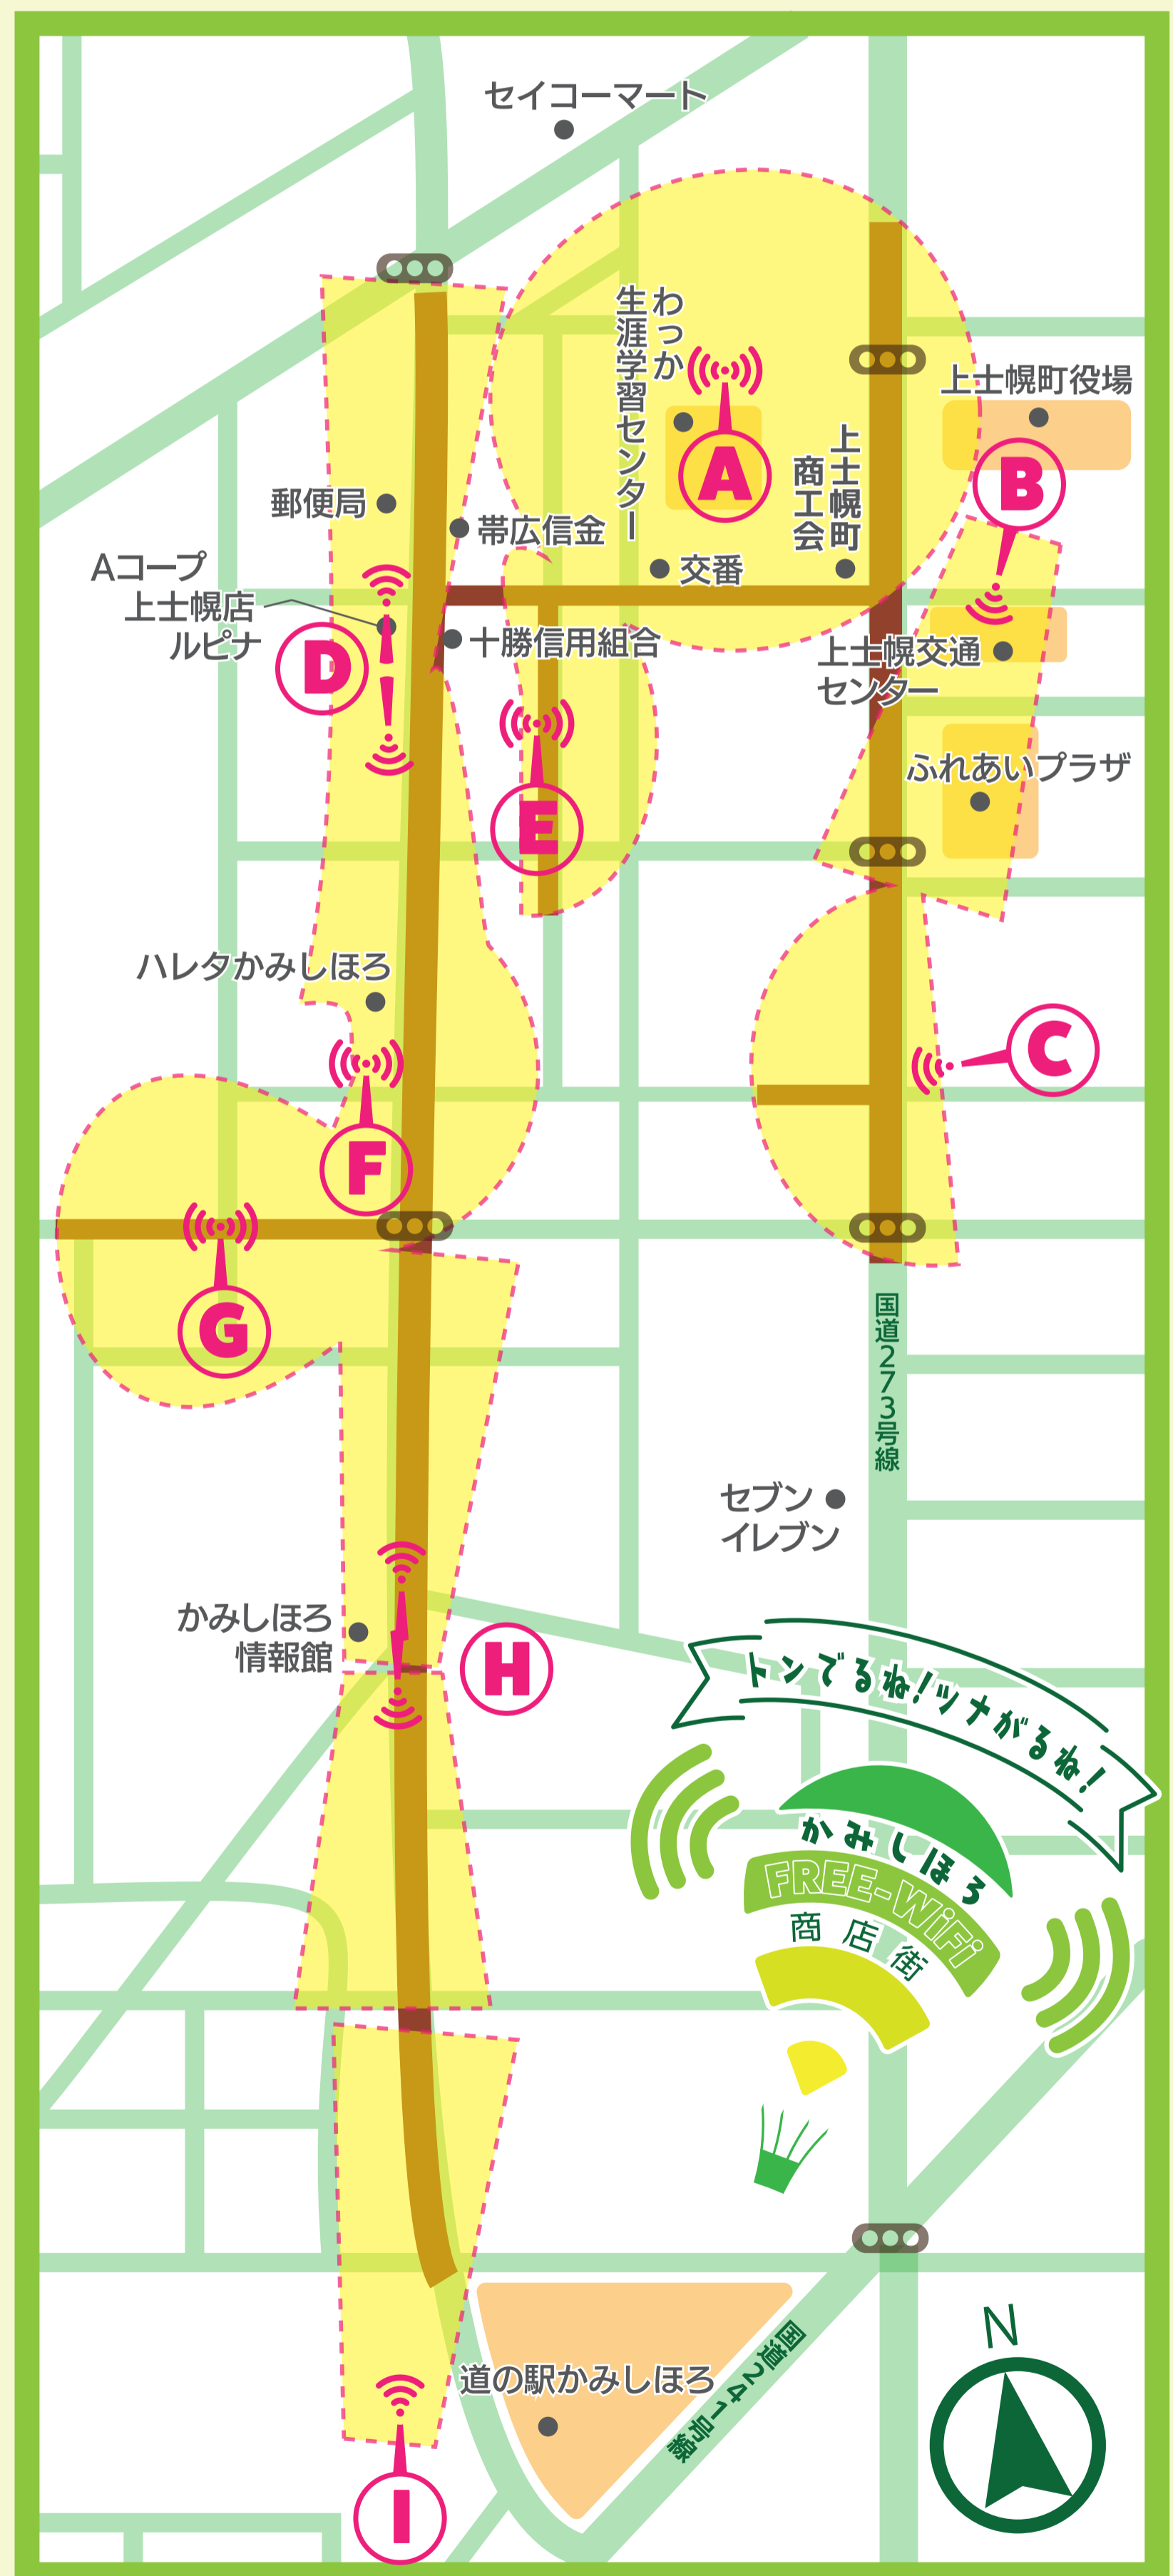 セイコーマート
わっか
生涯学習センター
A
上士幌町役場
B
上士幌町
商工会
郵便局
帯広信金
交番
Aコープ
上士幌店
ルピナ
D
十勝信用組合
上士幌交通
センター
E
ふれあいプラザ
ハレタかみしほろ
C
F
G
国道273号線
セブン
イレブン
かみしほろ
情報館
H
トンでるね!ツナがるね!
かみしほろ
FREE-WiFi
商店街
N
国道241号線
道の駅かみしほろ
I